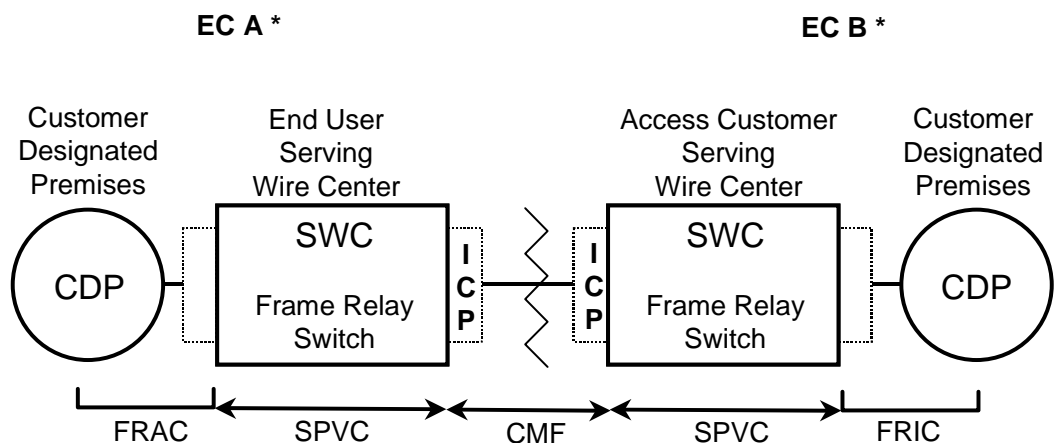 EC A *
EC B *
Customer
Designated
Premises
End User
Serving
Wire Center
Access Customer
Serving
Wire Center
Customer
Designated
Premises
CDP
SWC
Frame Relay
Switch
I
C
P
I
C
P
SWC
Frame Relay
Switch
CDP
FRAC
SPVC
CMF
SPVC
FRIC